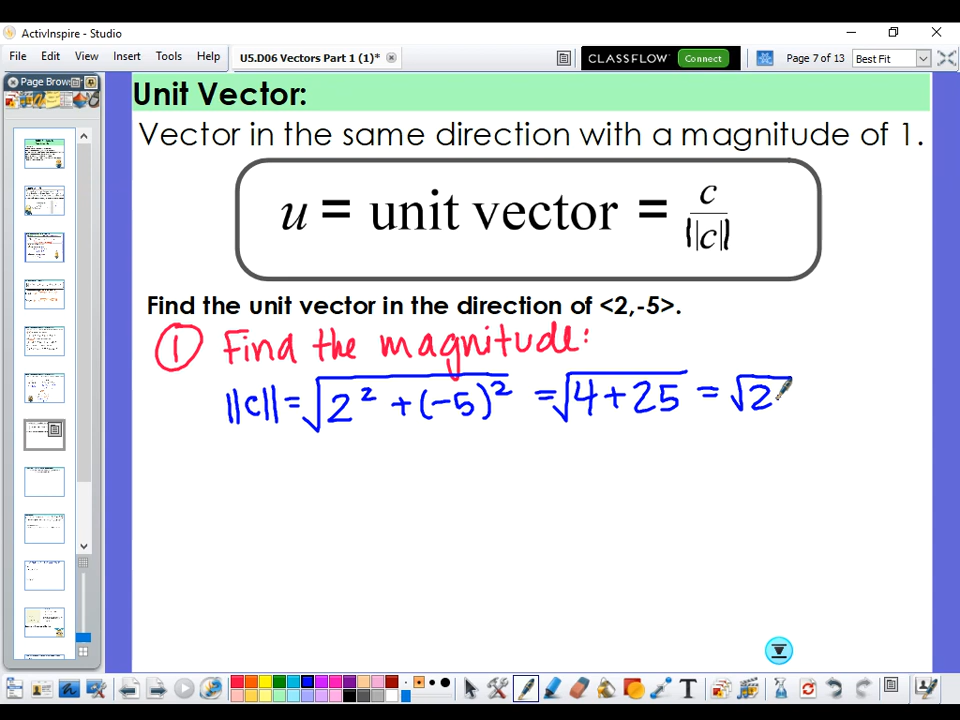 ActivInspire - Studio
File Edit View Insert Tools Help U5.D06 Vectors Part 1 (1)* CLASSFLOW Connect Page 7 of 13 Best Fit
Page Brow
Unit Vector:
Vector in the same direction with a magnitude of 1.
u = unit vector = c / ||c||
Find the unit vector in the direction of <2,-5>.
① Find the magnitude:
||c|| = √2² + (-5)² = √4+25 = √2